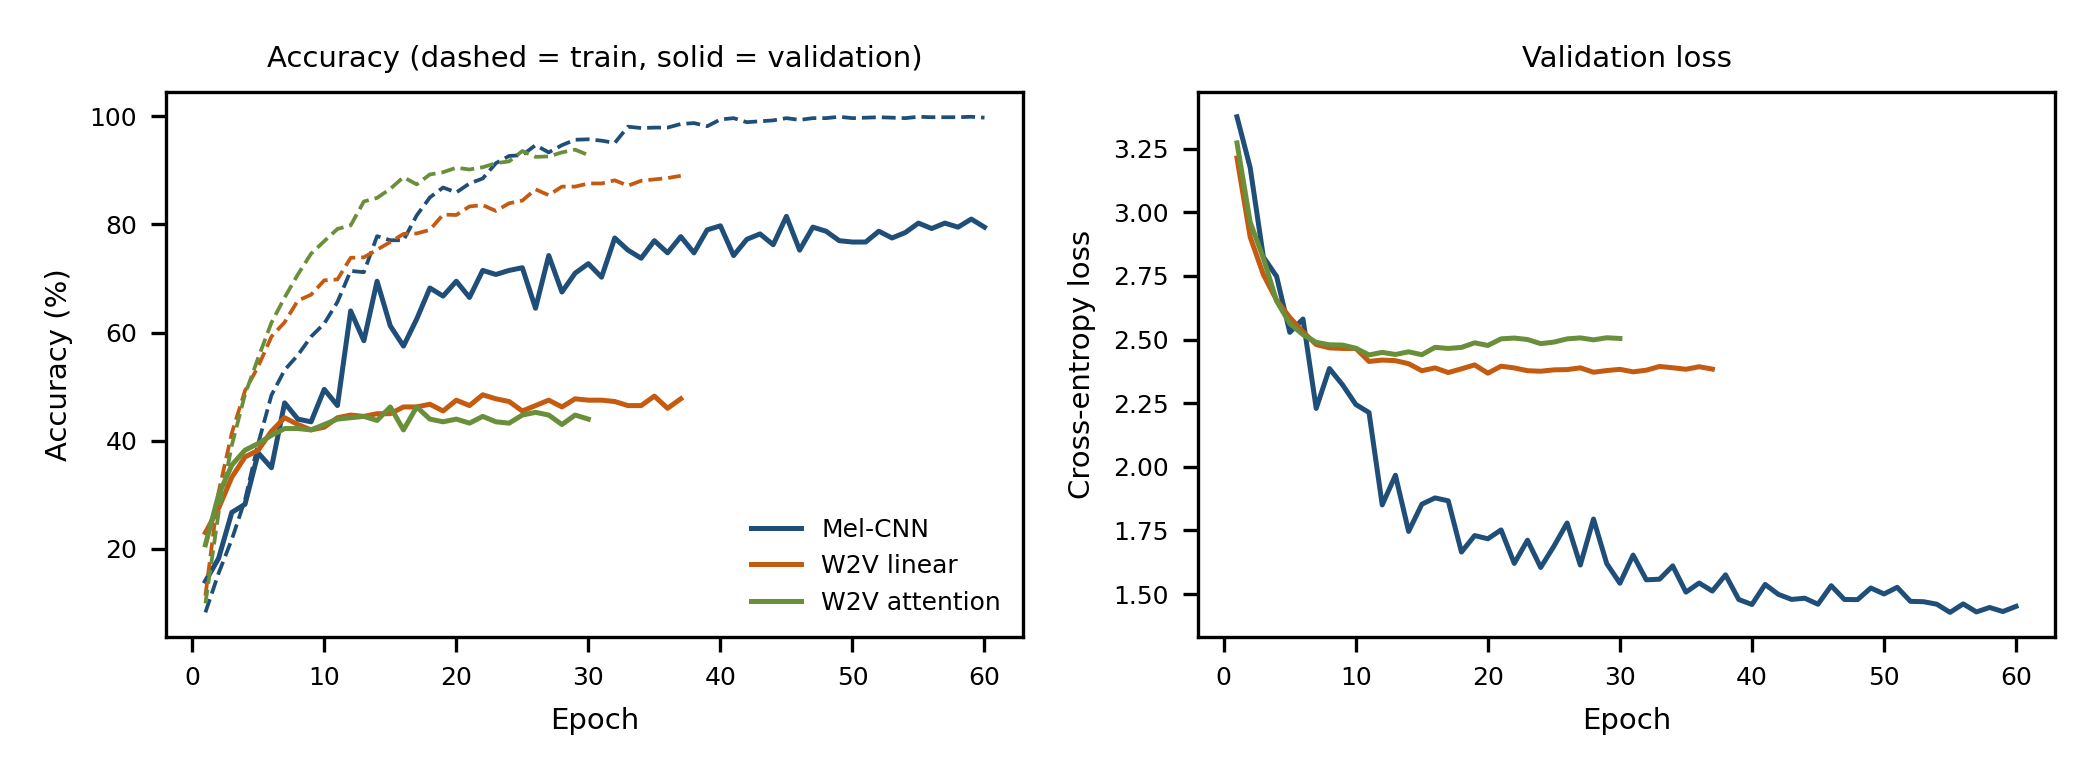 Accuracy (dashed = train, solid = validation)
100
80
60
40
20
Accuracy (%)
Mel-CNN
W2V linear
W2V attention
0 10 20 30 40 50 60
Epoch
Validation loss
3.25
3.00
2.75
2.50
2.25
2.00
1.75
1.50
Cross-entropy loss
0 10 20 30 40 50 60
Epoch